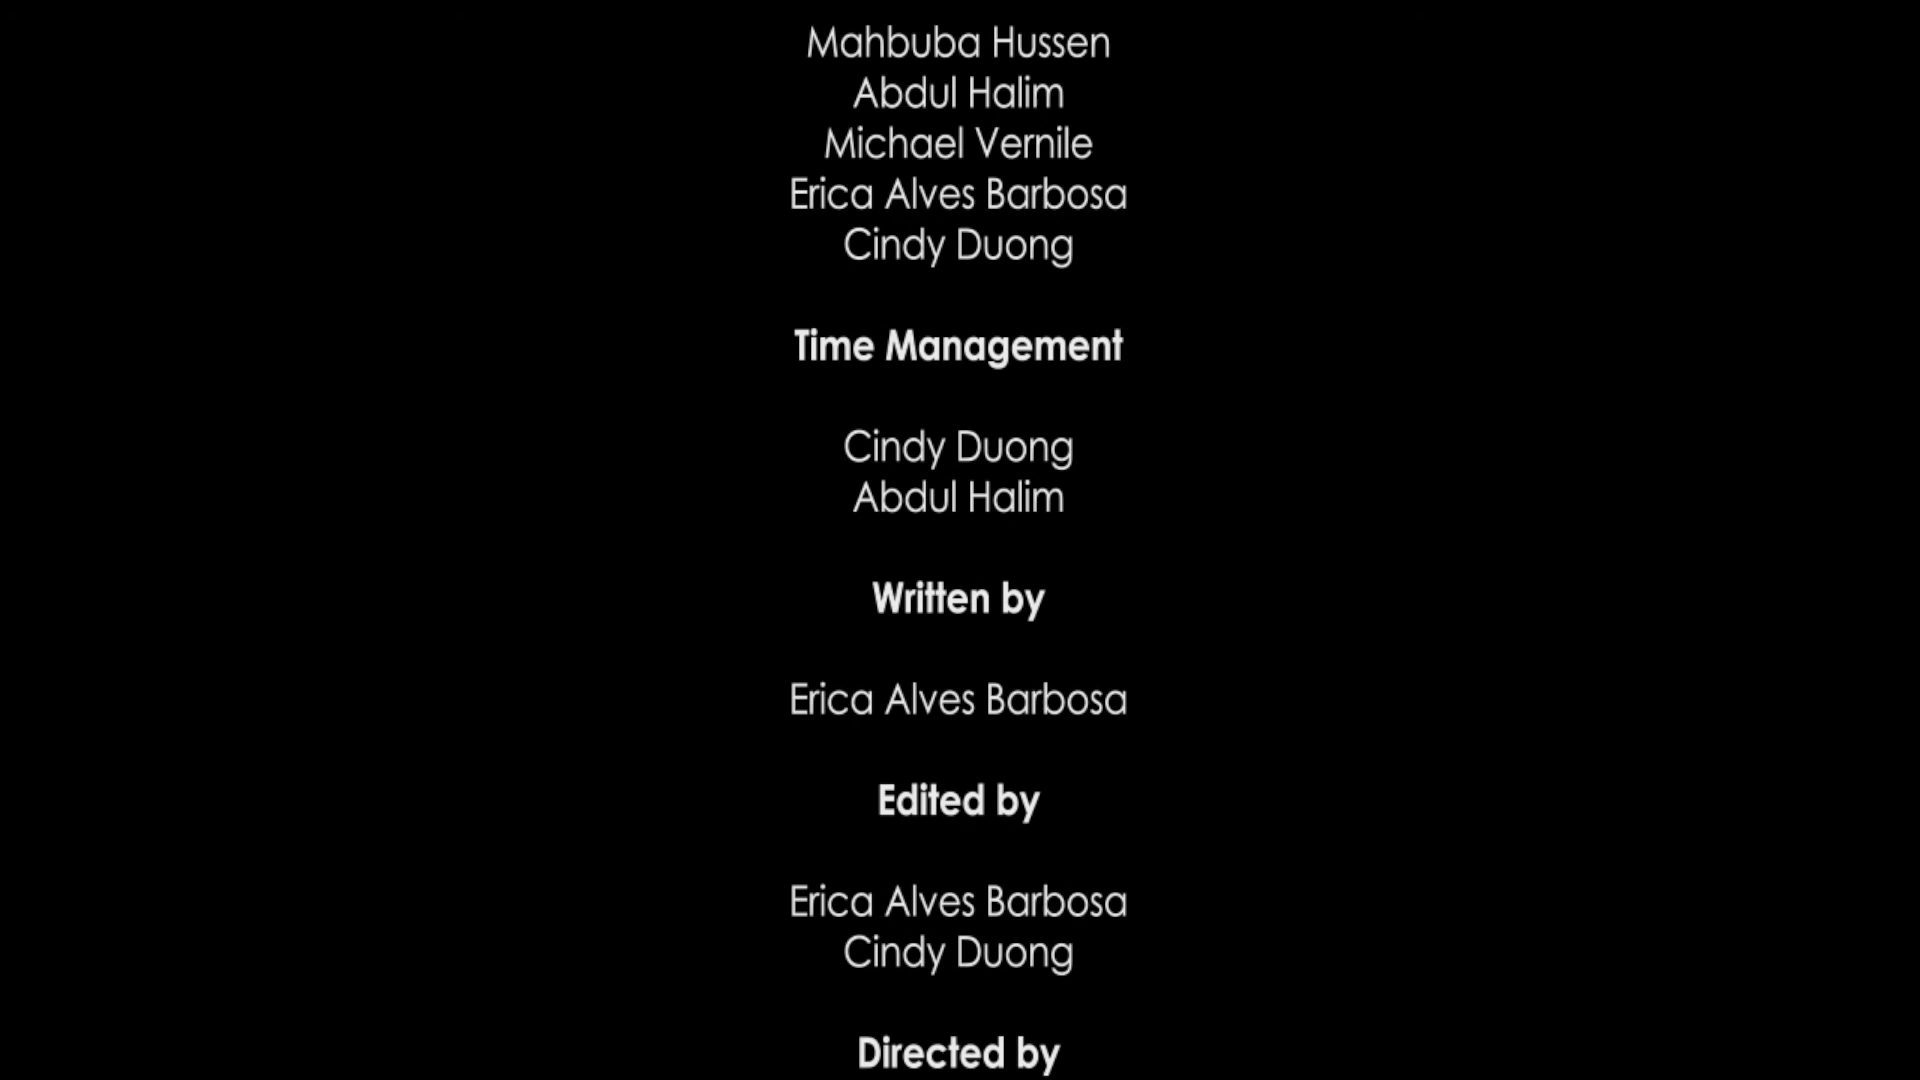 Mahbuba Hussen
Abdul Halim
Michael Vernile
Erica Alves Barbosa
Cindy Duong
Time Management
Cindy Duong
Abdul Halim
Written by
Erica Alves Barbosa
Edited by
Erica Alves Barbosa
Cindy Duong
Directed by